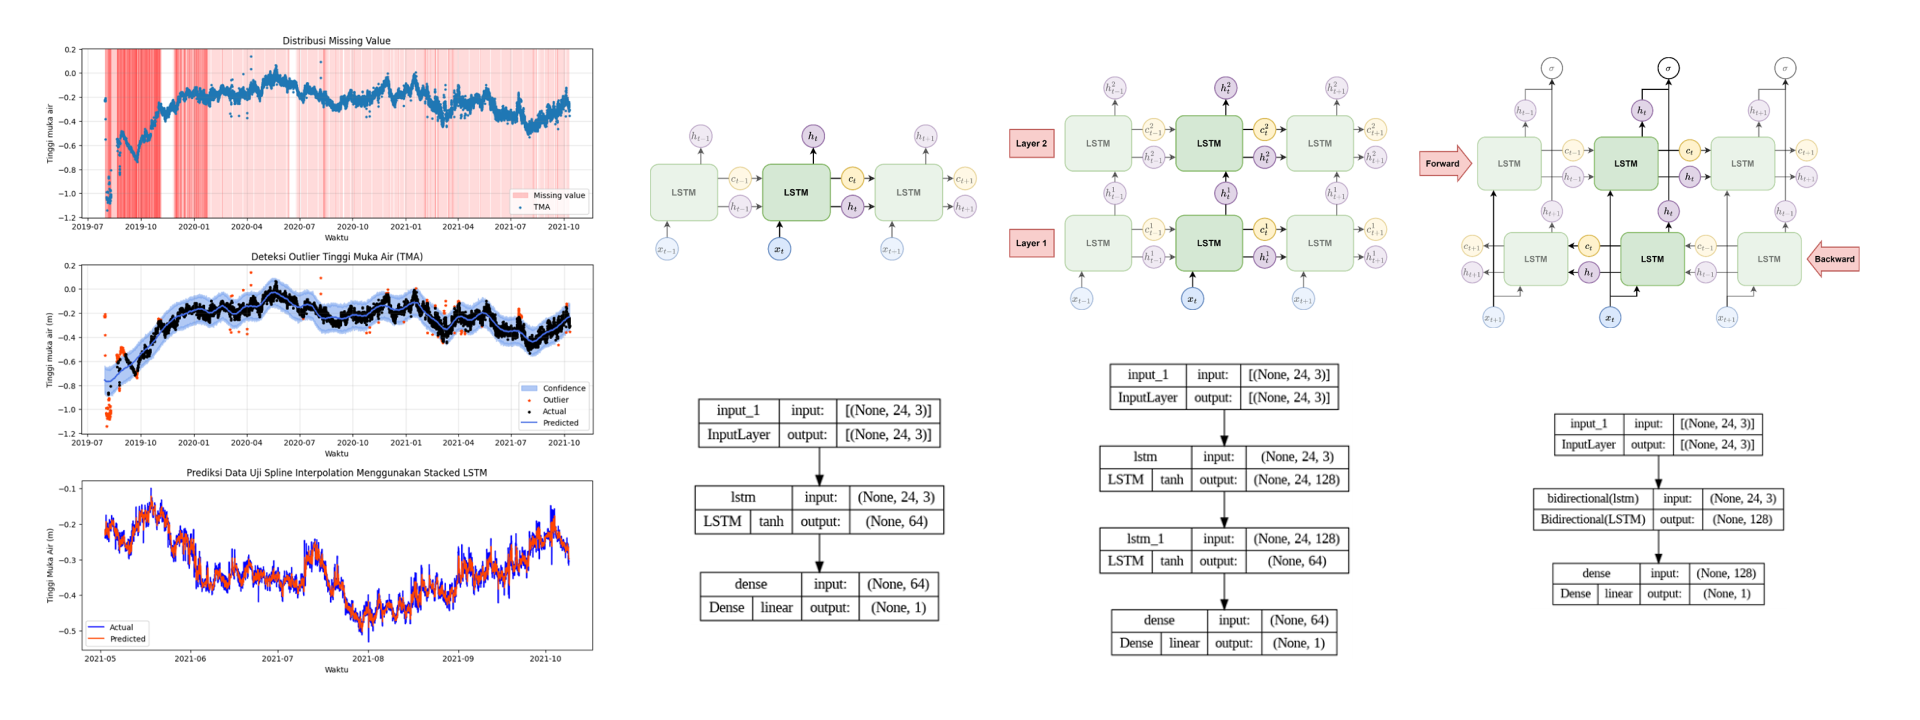 Distribusi Missing Value
Tinggi muka air
0.2
0.0
−0.2
−0.4
−0.6
−0.8
−1.0
−1.2
Missing value
TMA
2019-07 2019-10 2020-01 2020-04 2020-07 2020-10 2021-01 2021-04 2021-07 2021-10
Waktu
Deteksi Outlier Tinggi Muka Air (TMA)
Tinggi muka air (m)
0.2
0.0
−0.2
−0.4
−0.6
−0.8
−1.0
−1.2
Confidence
Outlier
Actual
Predicted
2019-07 2019-10 2020-01 2020-04 2020-07 2020-10 2021-01 2021-04 2021-07 2021-10
Waktu
Prediksi Data Uji Spline Interpolation Menggunakan Stacked LSTM
Tinggi Mukai Air (m)
−0.1
−0.2
−0.3
−0.4
−0.5
Actual
Predicted
2021-05 2021-06 2021-07 2021-08 2021-09 2021-10
Waktu
h_{t−1} h_t h_{t+1}
LSTM c_{t−1} LSTM c_t LSTM c_{t+1}
h_{t−1} h_t h_{t+1}
x_{t−1} x_t x_{t+1}
input_1 input: [(None, 24, 3)]
InputLayer output: [(None, 24, 3)]
lstm input: (None, 24, 3)
LSTM tanh output: (None, 64)
dense input: (None, 64)
Dense linear output: (None, 1)
h^2_{t−1} h^2_t h^2_{t+1}
Layer 2 LSTM c^2_{t−1} LSTM c^2_t LSTM c^2_{t+1}
h^2_{t−1} h^2_t h^2_{t+1}
h^1_{t−1} h^1_t h^1_{t+1}
Layer 1 LSTM c^1_{t−1} LSTM c^1_t LSTM c^1_{t+1}
h^1_{t−1} h^1_t h^1_{t+1}
x_{t−1} x_t x_{t+1}
input_1 input: [(None, 24, 3)]
InputLayer output: [(None, 24, 3)]
lstm input: (None, 24, 3)
LSTM tanh output: (None, 24, 128)
lstm_1 input: (None, 24, 128)
LSTM tanh output: (None, 64)
dense input: (None, 64)
Dense linear output: (None, 1)
σ σ σ
h_{t−1} h_t h_{t+1}
Forward LSTM c_{t−1} LSTM c_t LSTM c_{t+1}
h_{t−1} h_t h_{t+1}
h_{t+1} h_t h_{t−1}
c_{t+1} LSTM c_t LSTM c_{t−1} LSTM Backward
h_{t+1} h_t h_{t−1}
x_{t+1} x_t x_{t−1}
input_1 input: [(None, 24, 3)]
InputLayer output: [(None, 24, 3)]
bidirectional(lstm) input: (None, 24, 3)
Bidirectional(LSTM) output: (None, 128)
dense input: (None, 128)
Dense linear output: (None, 1)